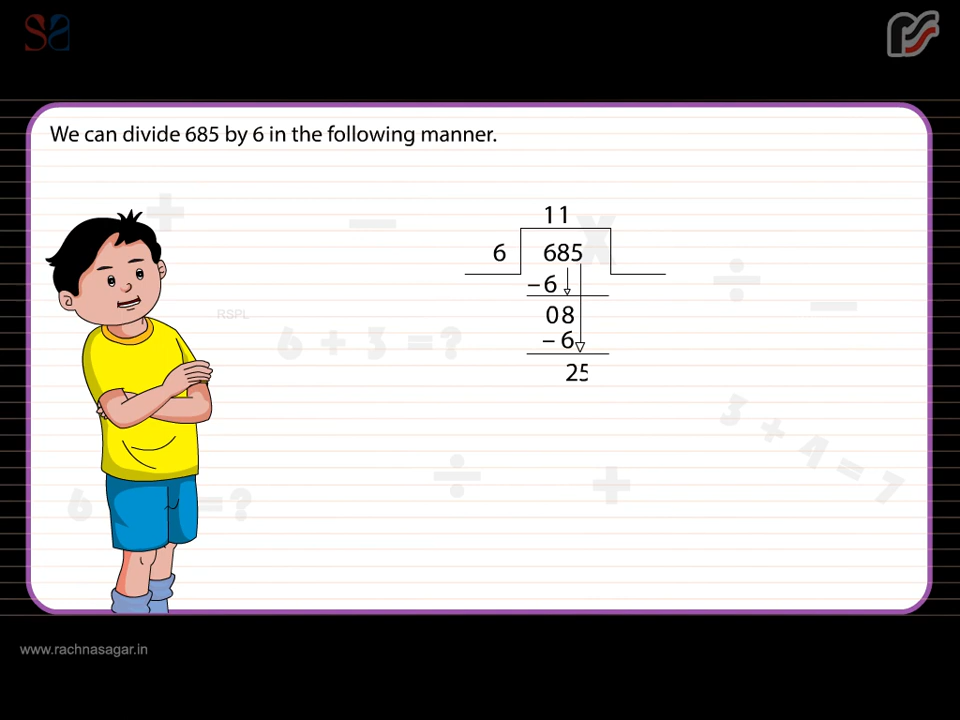 We can divide 685 by 6 in the following manner.
11
6 685
– 6
08
– 6
25
RSPL
6 + 3 = ?
3 + 4 = 7
6 = ?
www.rachnasagar.in